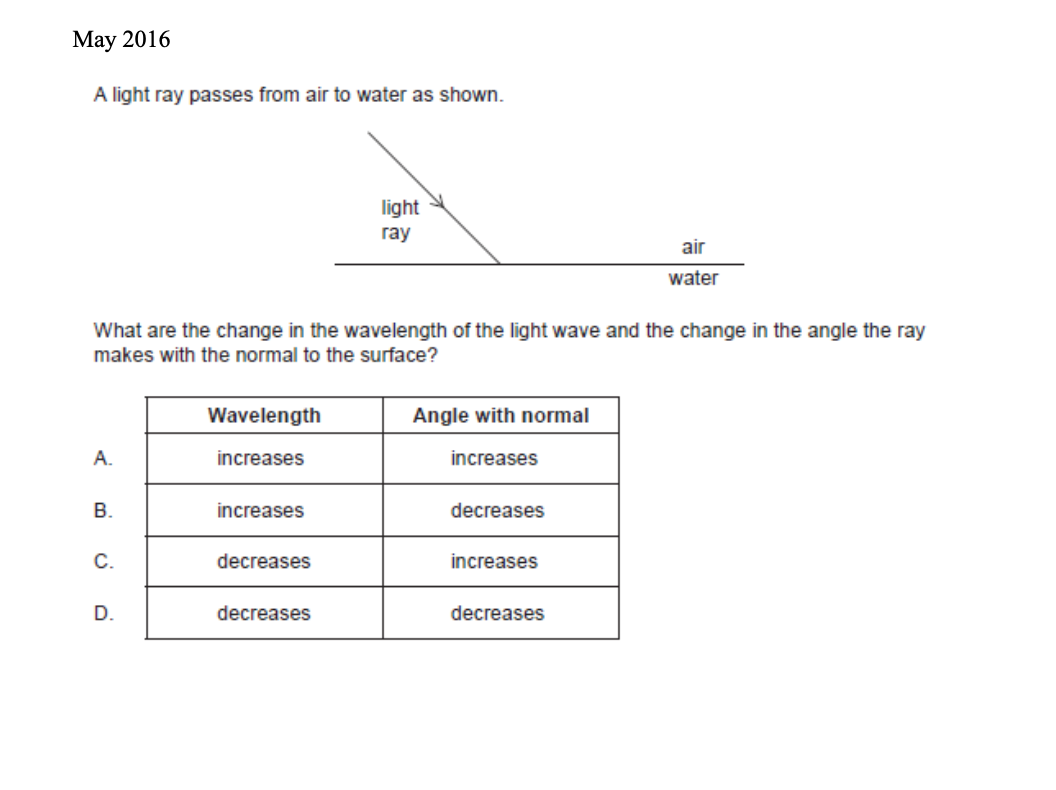 May 2016
A light ray passes from air to water as shown.
light
ray
air
water
What are the change in the wavelength of the light wave and the change in the angle the ray
makes with the normal to the surface?
Wavelength Angle with normal
A. increases increases
B. increases decreases
C. decreases increases
D. decreases decreases